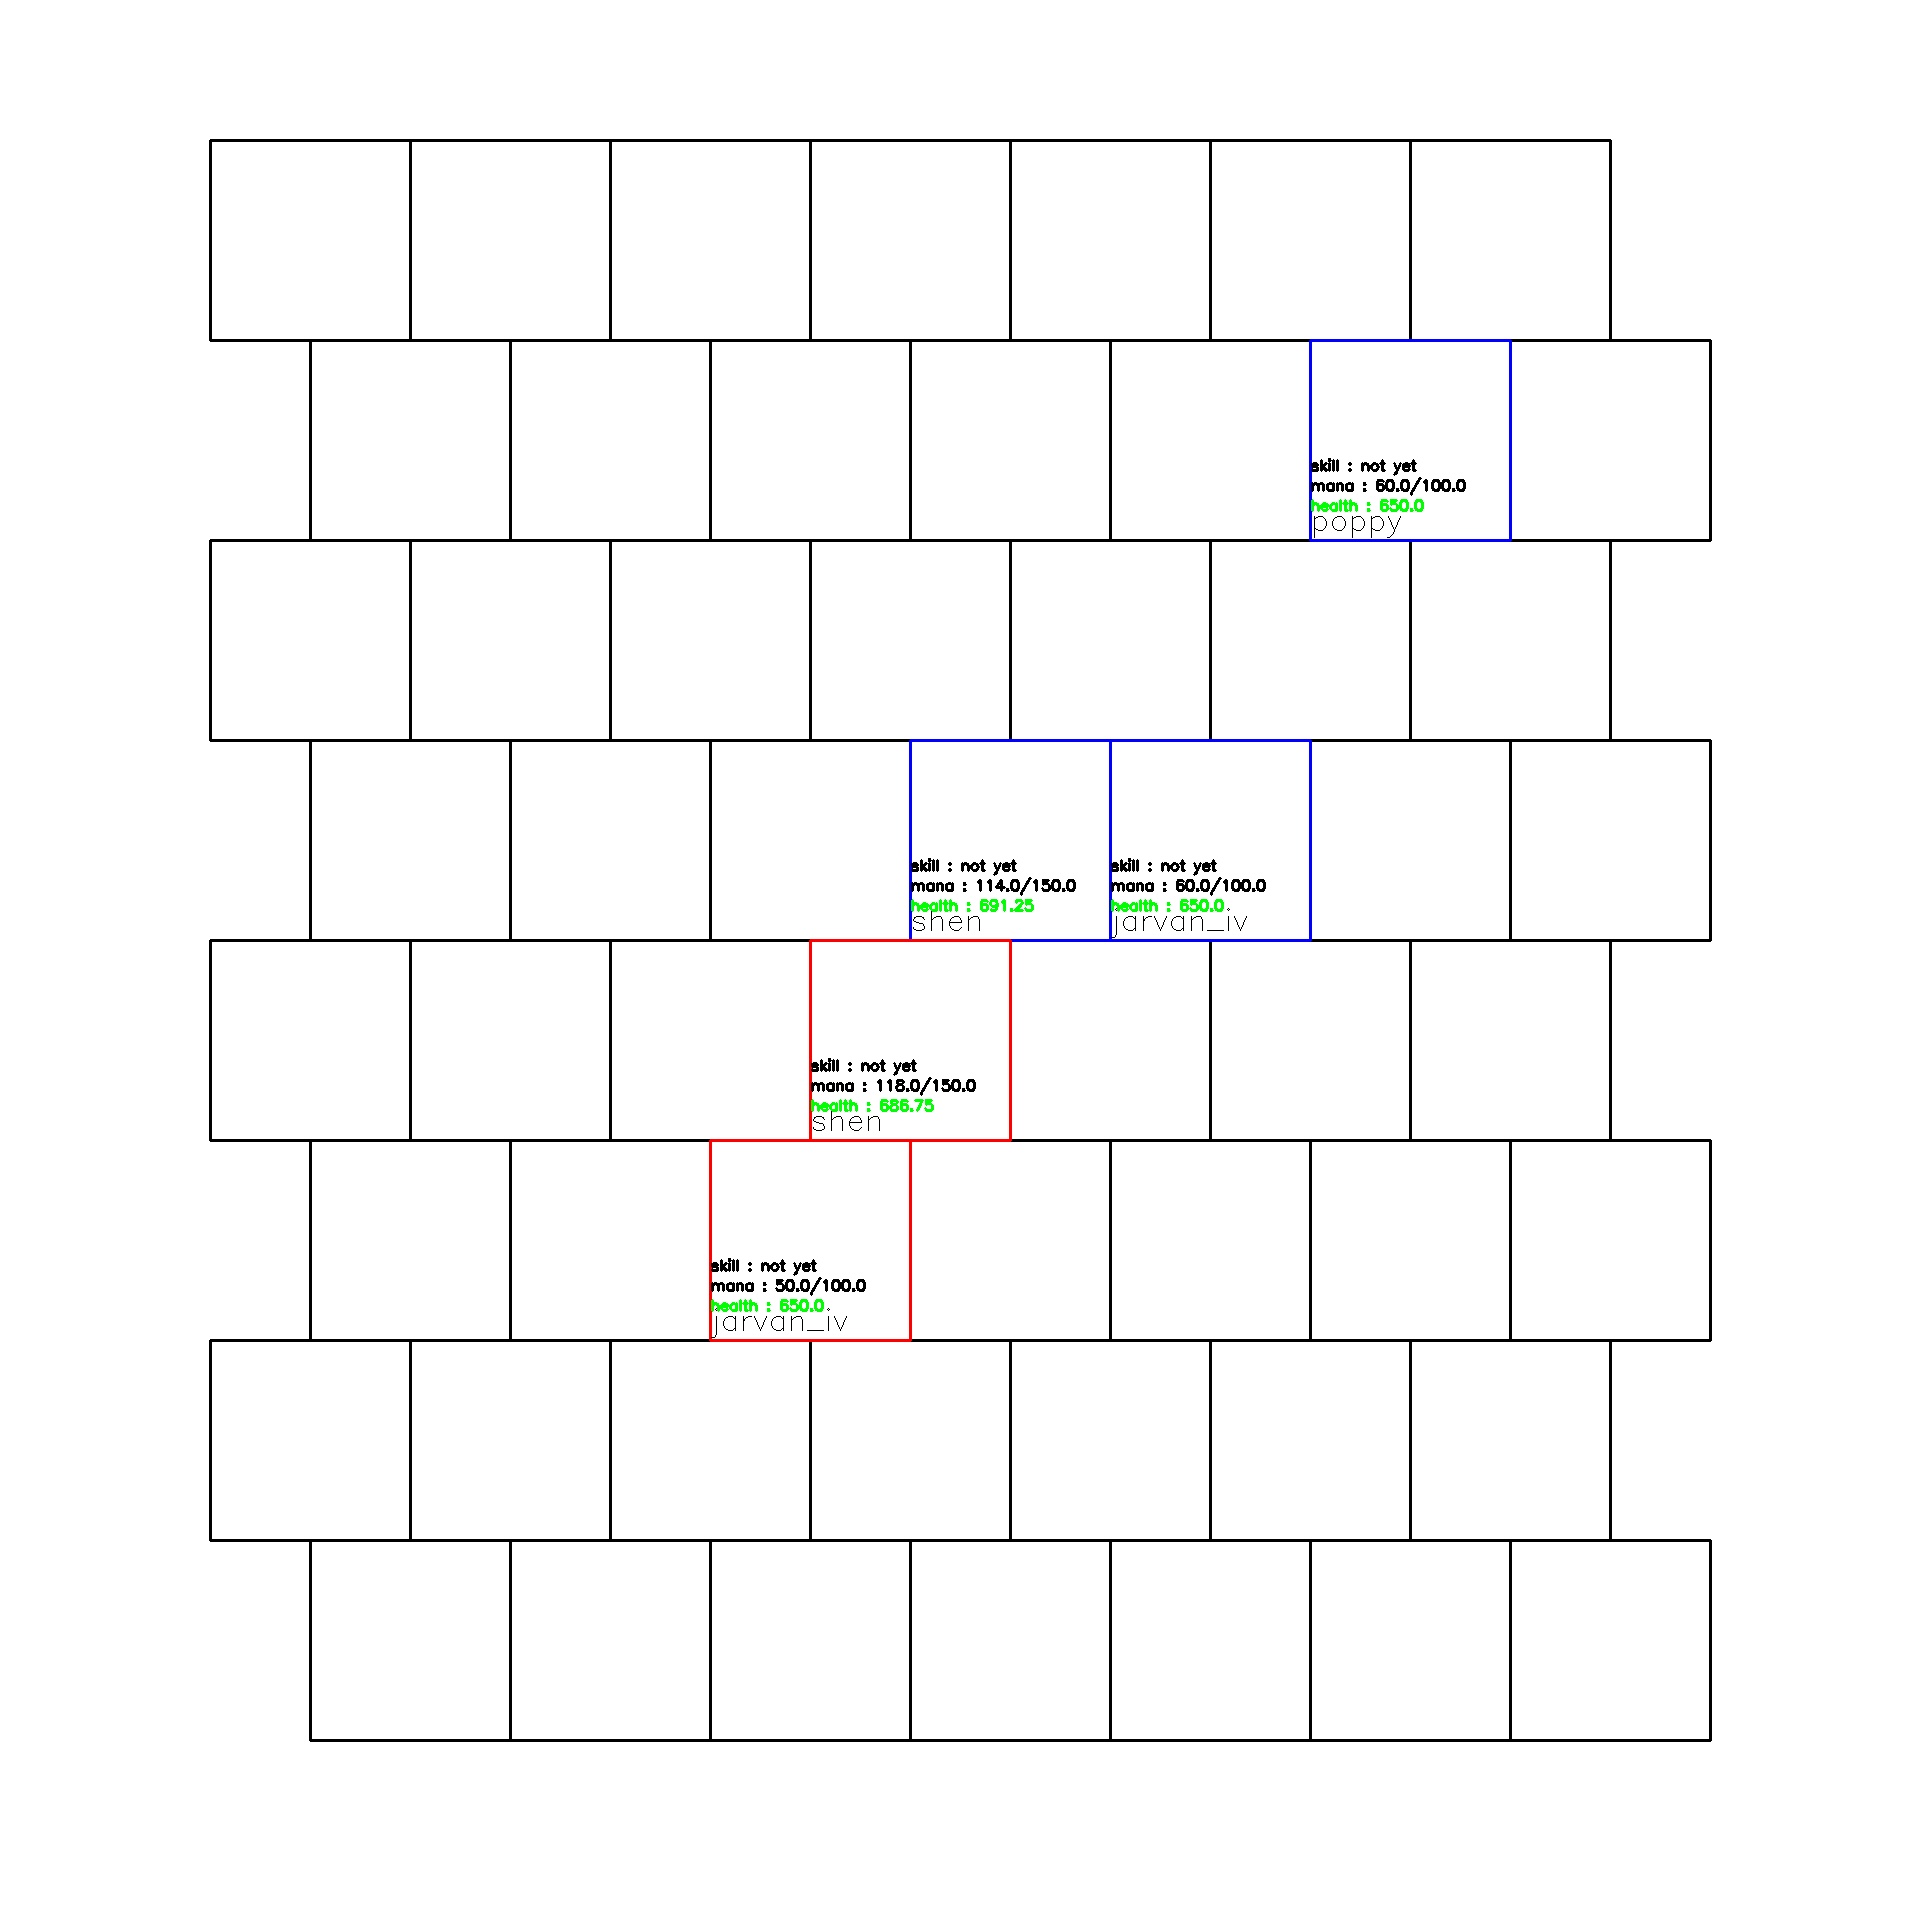 skill : not yet
mana : 60.0/100.0
health : 650.0
poppy
skill : not yet
mana : 114.0/150.0
health : 691.25
shen
skill : not yet
mana : 60.0/100.0
health : 650.0
jarvan_iv
skill : not yet
mana : 118.0/150.0
health : 686.75
shen
skill : not yet
mana : 50.0/100.0
health : 650.0
jarvan_iv